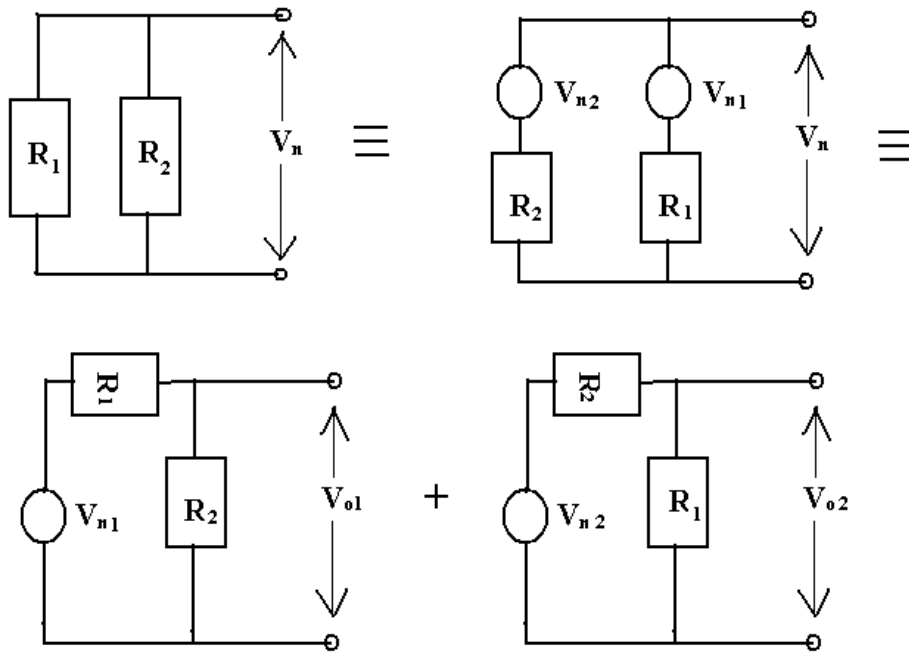 R₁ R₂ Vₙ ≡ Vₙ₂ Vₙ₁ Vₙ ≡
R₂ R₁
R₁ R₂
Vₙ₁ R₂ Vₒ₁ + Vₙ₂ R₁ Vₒ₂